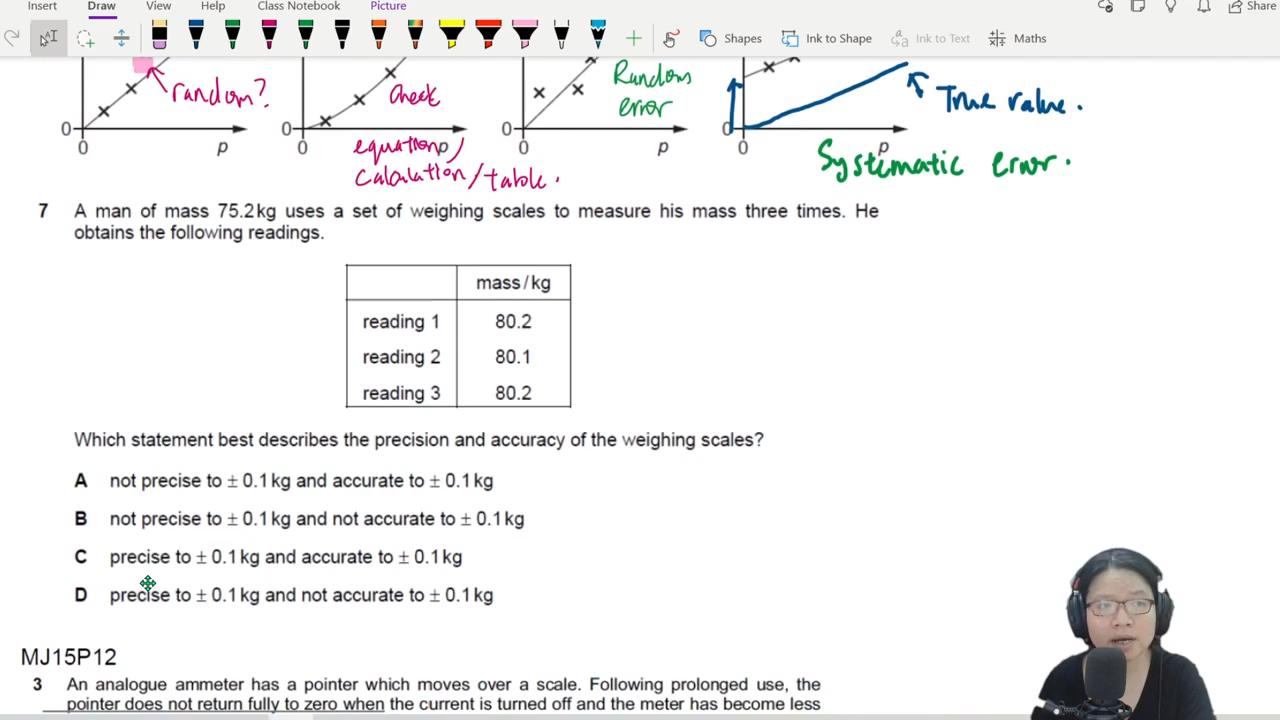 Insert Draw View Help Class Notebook Picture Share
Shapes Ink to Shape Ink to Text Maths
random?
check
equation/
calculation/table.
Random
error
True value.
Systematic error.
0 0 p
0 0 p
0 0 p
0 0 p
7 A man of mass 75.2 kg uses a set of weighing scales to measure his mass three times. He
obtains the following readings.
mass / kg
reading 1 80.2
reading 2 80.1
reading 3 80.2
Which statement best describes the precision and accuracy of the weighing scales?
A not precise to ± 0.1 kg and accurate to ± 0.1 kg
B not precise to ± 0.1 kg and not accurate to ± 0.1 kg
C precise to ± 0.1 kg and accurate to ± 0.1 kg
D precise to ± 0.1 kg and not accurate to ± 0.1 kg
MJ15P12
3 An analogue ammeter has a pointer which moves over a scale. Following prolonged use, the
pointer does not return fully to zero when the current is turned off and the meter has become less